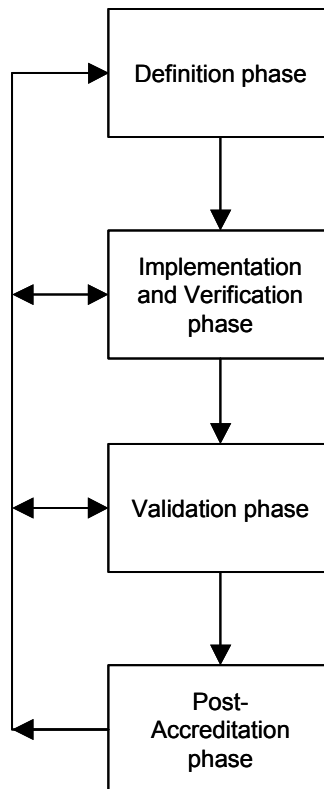 Definition phase
Implementation
and Verification
phase
Validation phase
Post-
Accreditation
phase